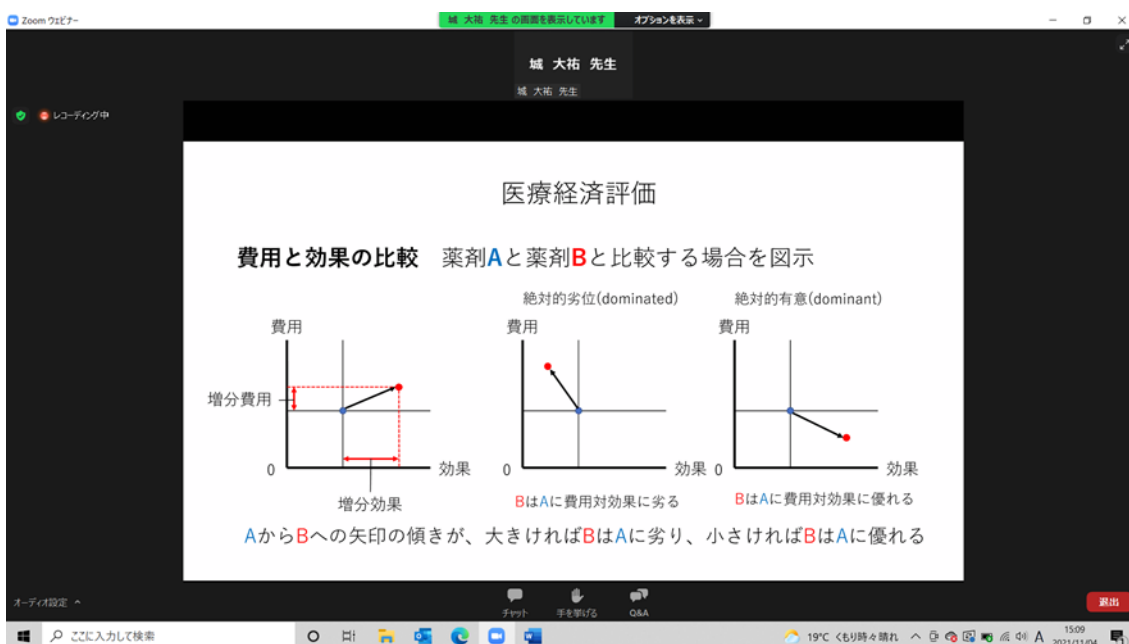 Zoom ウェビナー
城 大祐 先生 の画面を表示しています オプションを表示
城 大祐 先生
城 大祐 先生
レコーディング中
医療経済評価
費用と効果の比較 薬剤Aと薬剤Bと比較する場合を図示
絶対的劣位(dominated)
絶対的有意(dominant)
費用
費用
費用
増分費用
0
効果
0
効果
0
効果
増分効果
BはAに費用対効果に劣る
BはAに費用対効果に優れる
AからBへの矢印の傾きが、大きければBはAに劣り、小さければBはAに優れる
オーディオ設定
チャット
手を挙げる
Q&A
退出
ここに入力して検索
19°C くもり時々晴れ
A
15:09
2021/11/04